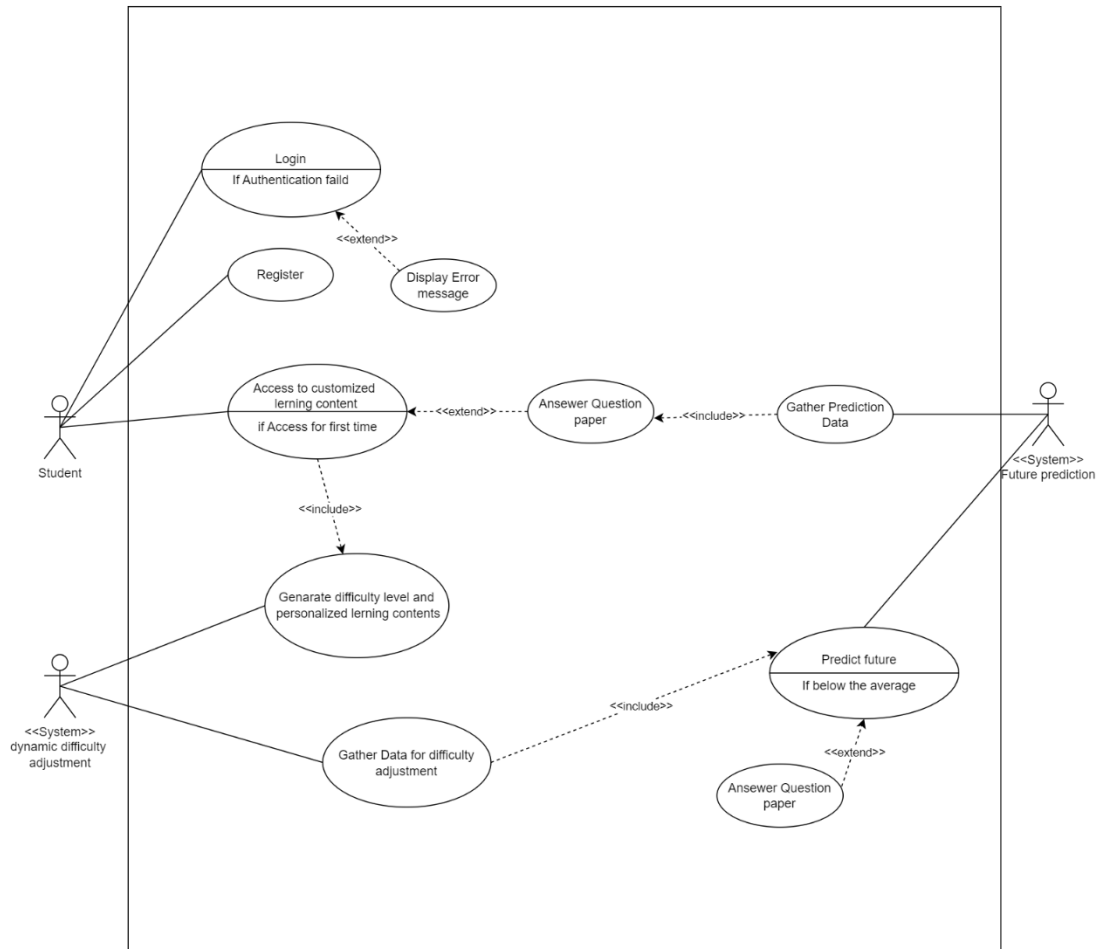 Login
If Authentication faild
<<extend>>
Register
Display Error
message
Access to customized
lerning content
if Access for first time
<<extend>>
Ansewer Question
paper
<<include>>
Gather Prediction
Data
Student
<<System>>
Future prediction
<<include>>
Genarate difficulty level and
personalized lerning contents
Predict future
If below the average
<<include>>
<<System>>
dynamic difficulty
adjustment
Gather Data for difficulty
adjustment
<<extend>>
Ansewer Question
paper